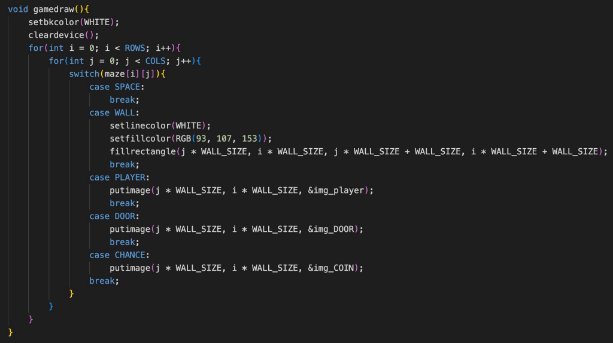 void gamedraw(){
    setbkcolor(WHITE);
    cleardevice();
    for(int i = 0; i < ROWS; i++){
        for(int j = 0; j < COLS; j++){
            switch(maze[i][j]){
                case SPACE:
                    break;
                case WALL:
                    setlinecolor(WHITE);
                    setfillcolor(RGB(93, 107, 153));
                    fillrectangle(j * WALL_SIZE, i * WALL_SIZE, j * WALL_SIZE + WALL_SIZE, i * WALL_SIZE + WALL_SIZE);
                    break;
                case PLAYER:
                    putimage(j * WALL_SIZE, i * WALL_SIZE, &img_player);
                    break;
                case DOOR:
                    putimage(j * WALL_SIZE, i * WALL_SIZE, &img_DOOR);
                    break;
                case CHANCE:
                    putimage(j * WALL_SIZE, i * WALL_SIZE, &img_COIN);
                break;
            }
        }
    }
}